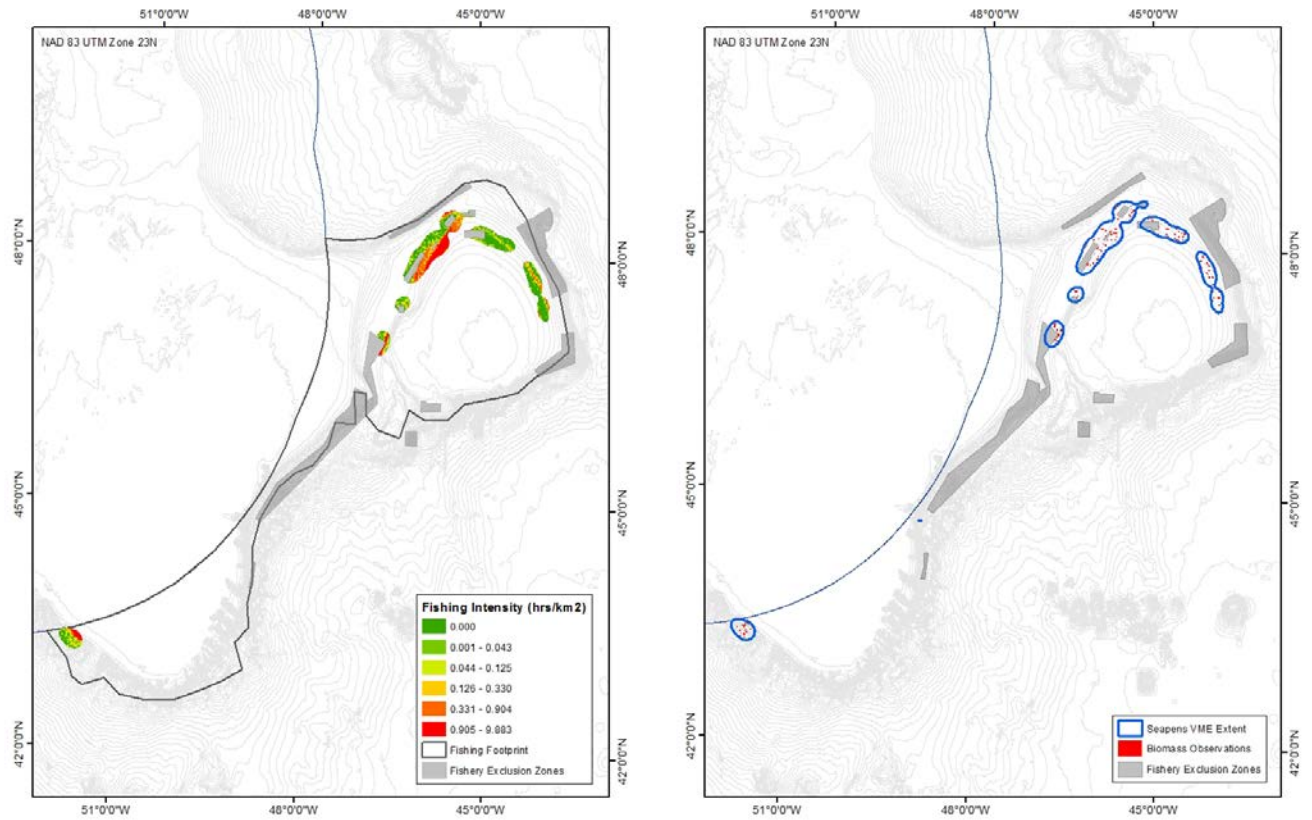 51°0'0"W 48°0'0"W 45°0'0"W
NAD 83 UTM Zone 23N
48°0'0"N
48°0'0"N
45°0'0"N
45°0'0"N
42°0'0"N
42°0'0"N
Fishing Intensity (hrs/km2)
0.000
0.001 - 0.043
0.044 - 0.125
0.126 - 0.330
0.331 - 0.904
0.905 - 9.883
Fishing Footprint
Fishery Exclusion Zones
51°0'0"W 48°0'0"W 45°0'0"W
51°0'0"W 48°0'0"W 45°0'0"W
NAD 83 UTM Zone 23N
48°0'0"N
48°0'0"N
45°0'0"N
45°0'0"N
42°0'0"N
42°0'0"N
Seapens VME Extent
Biomass Observations
Fishery Exclusion Zones
51°0'0"W 48°0'0"W 45°0'0"W